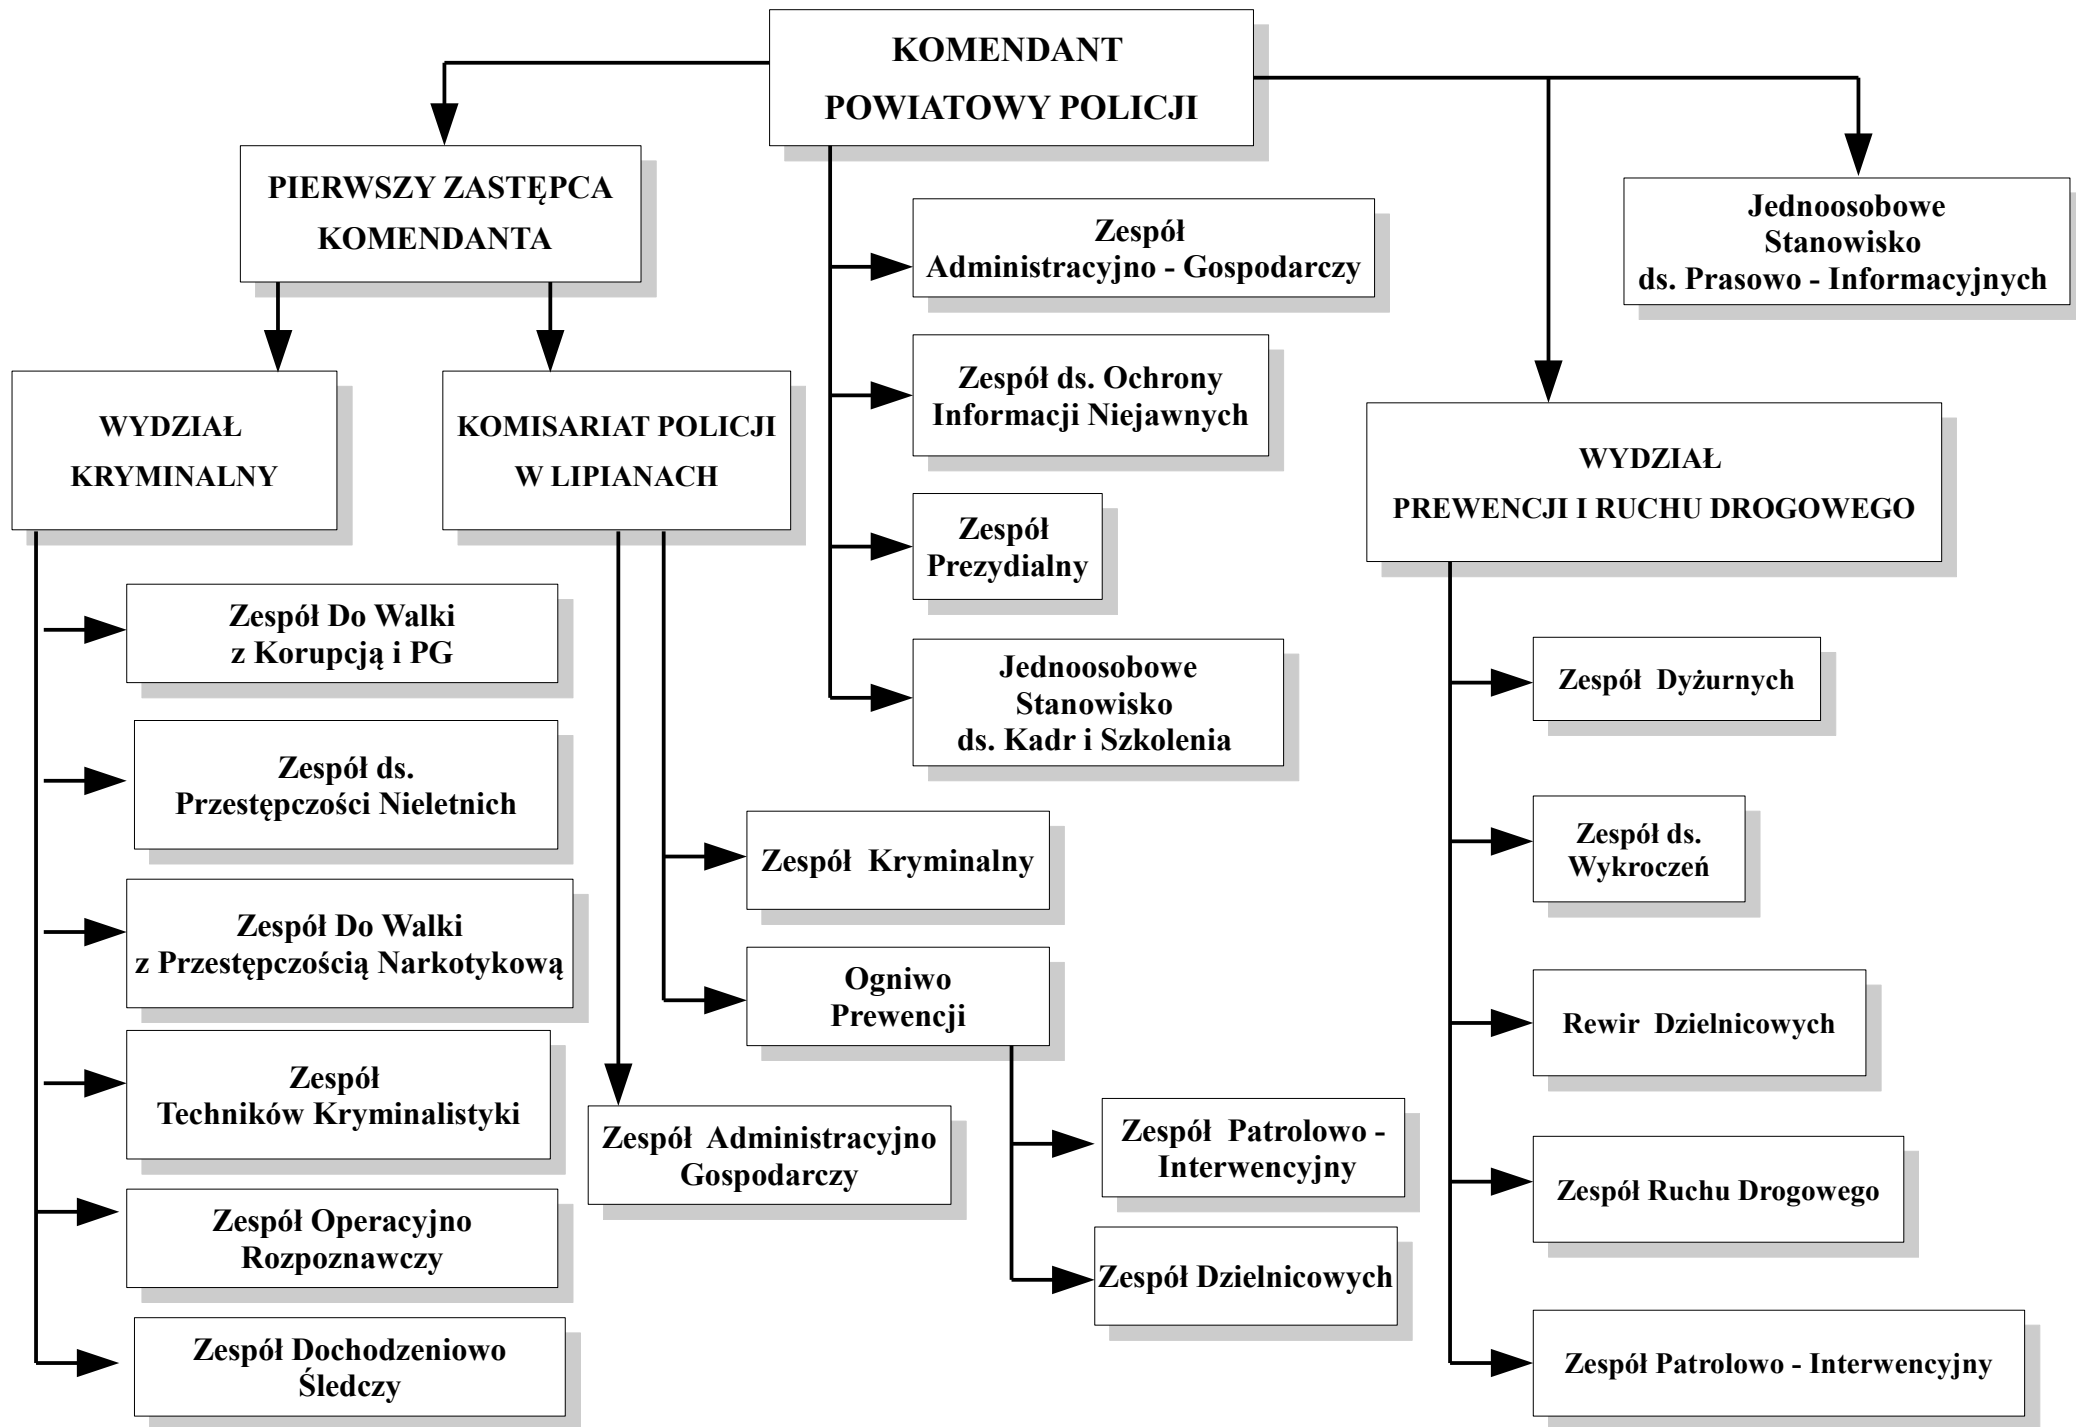 KOMENDANT
POWIATOWY POLICJI
PIERWSZY ZASTĘPCA
KOMENDANTA
Jednoosobowe
Stanowisko
ds. Prasowo - Informacyjnych
Zespół
Administracyjno - Gospodarczy
Zespół ds. Ochrony
Informacji Niejawnych
Zespół
Prezydialny
Jednoosobowe
Stanowisko
ds. Kadr i Szkolenia
WYDZIAŁ
KRYMINALNY
KOMISARIAT POLICJI
W LIPIANACH
WYDZIAŁ
PREWENCJI I RUCHU DROGOWEGO
Zespół Do Walki
z Korupcją i PG
Zespół ds.
Przestępczości Nieletnich
Zespół Do Walki
z Przestępczością Narkotykową
Zespół
Techników Kryminalistyki
Zespół Operacyjno
Rozpoznawczy
Zespół Dochodzeniowo
Śledczy
Zespół Kryminalny
Ogniwo
Prewencji
Zespół Administracyjno
Gospodarczy
Zespół Patrolowo -
Interwencyjny
Zespół Dzielnicowych
Zespół Dyżurnych
Zespół ds.
Wykroczeń
Rewir Dzielnicowych
Zespół Ruchu Drogowego
Zespół Patrolowo - Interwencyjny